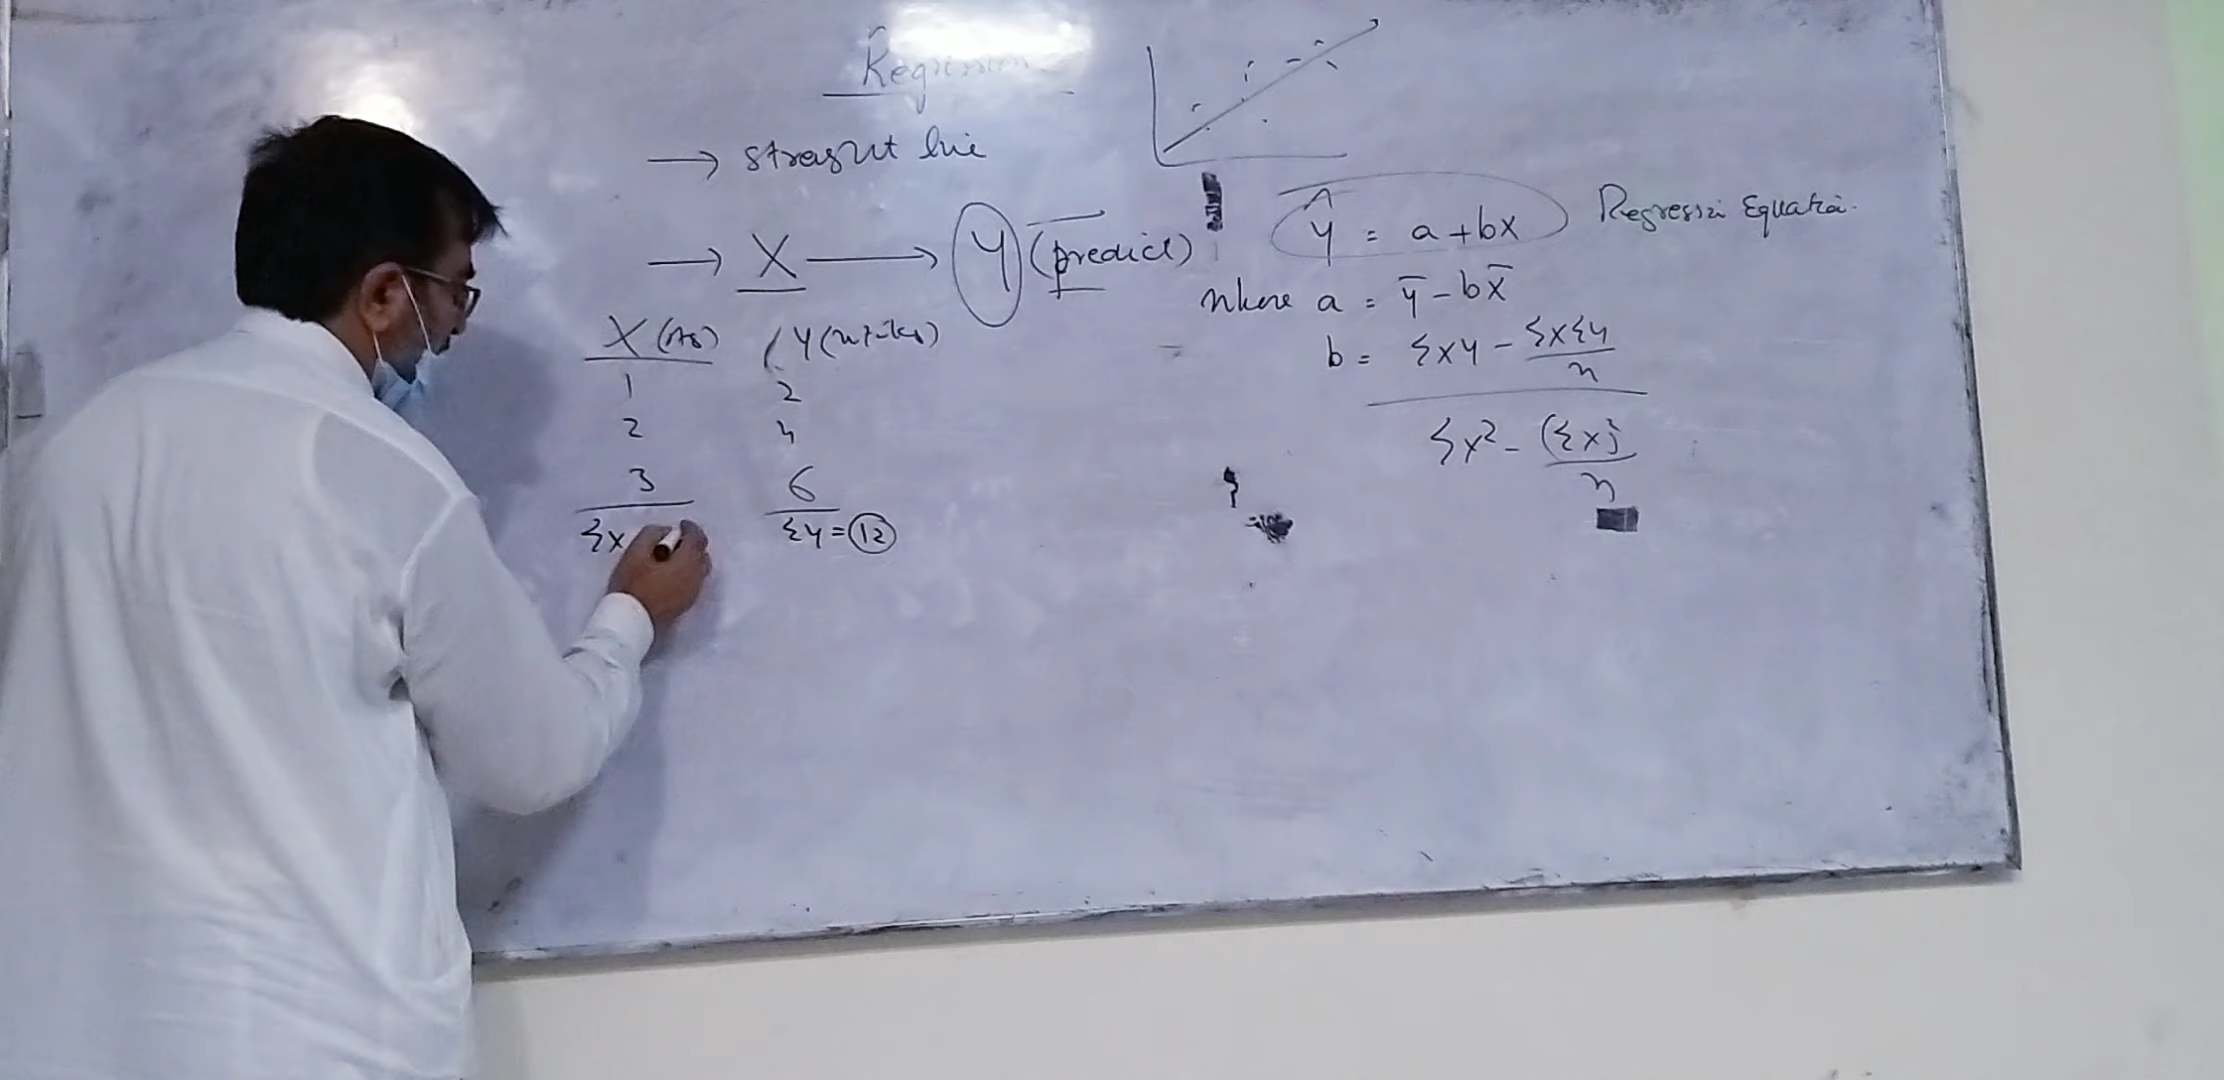 Regression
→ straight line
→ X → Y (predict)
ŷ = a + bx Regression Equation.
where a = ȳ - bx̄
b = Σxy - ΣxΣy/n
Σx² - (Σx)²/n
X Y
1 2
2 4
3 6
Σx Σy = 12